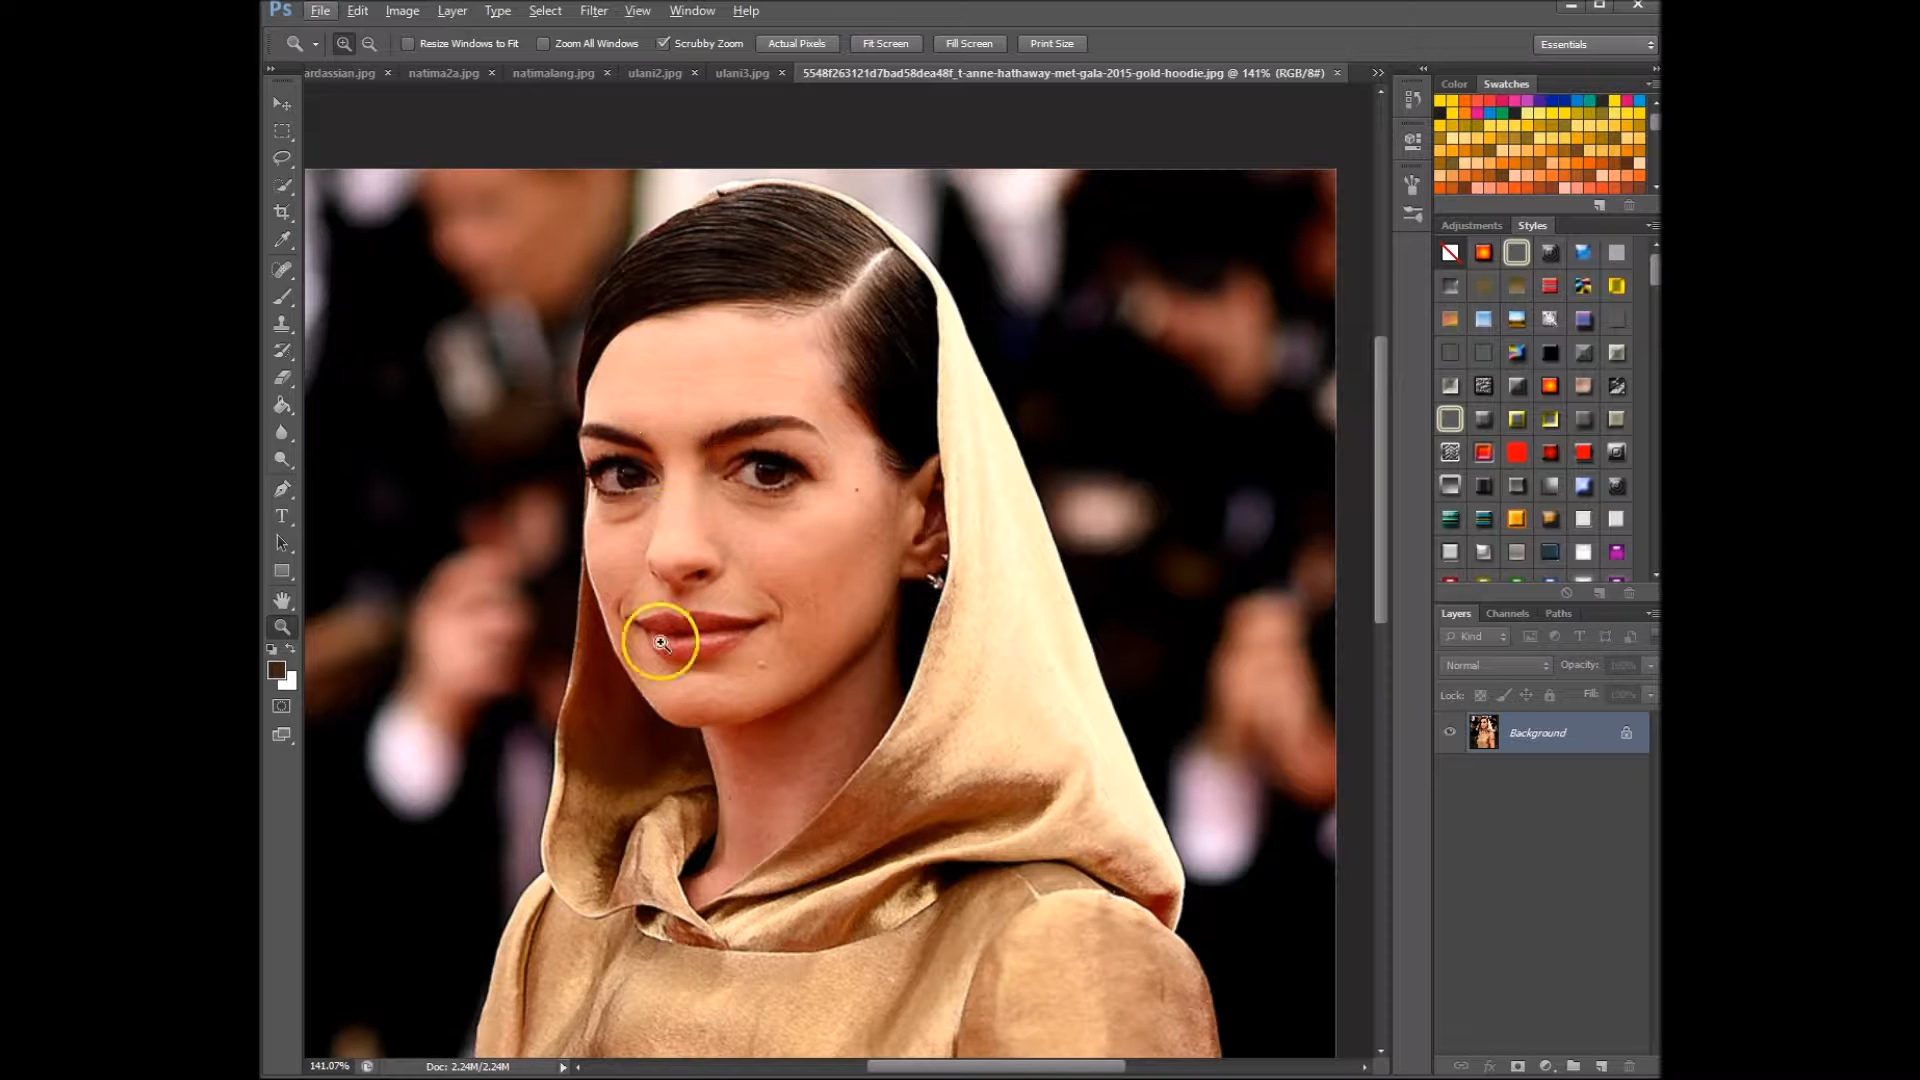 Ps File Edit Image Layer Type Select Filter View Window Help
Resize Windows to Fit Zoom All Windows Scrubby Zoom Actual Pixels Fit Screen Fill Screen Print Size Essentials
ardassian.jpg × natima2a.jpg × natimalang.jpg × ulani2.jpg × ulani3.jpg × 5548f263121d7bad58dea48f_t-anne-hathaway-met-gala-2015-gold-hoodie.jpg @ 141% (RGB/8#) ×
Color Swatches
Adjustments Styles
Layers Channels Paths
Kind
Normal Opacity: 100%
Lock: Fill: 100%
Background
141.07% Doc: 2.24M/2.24M